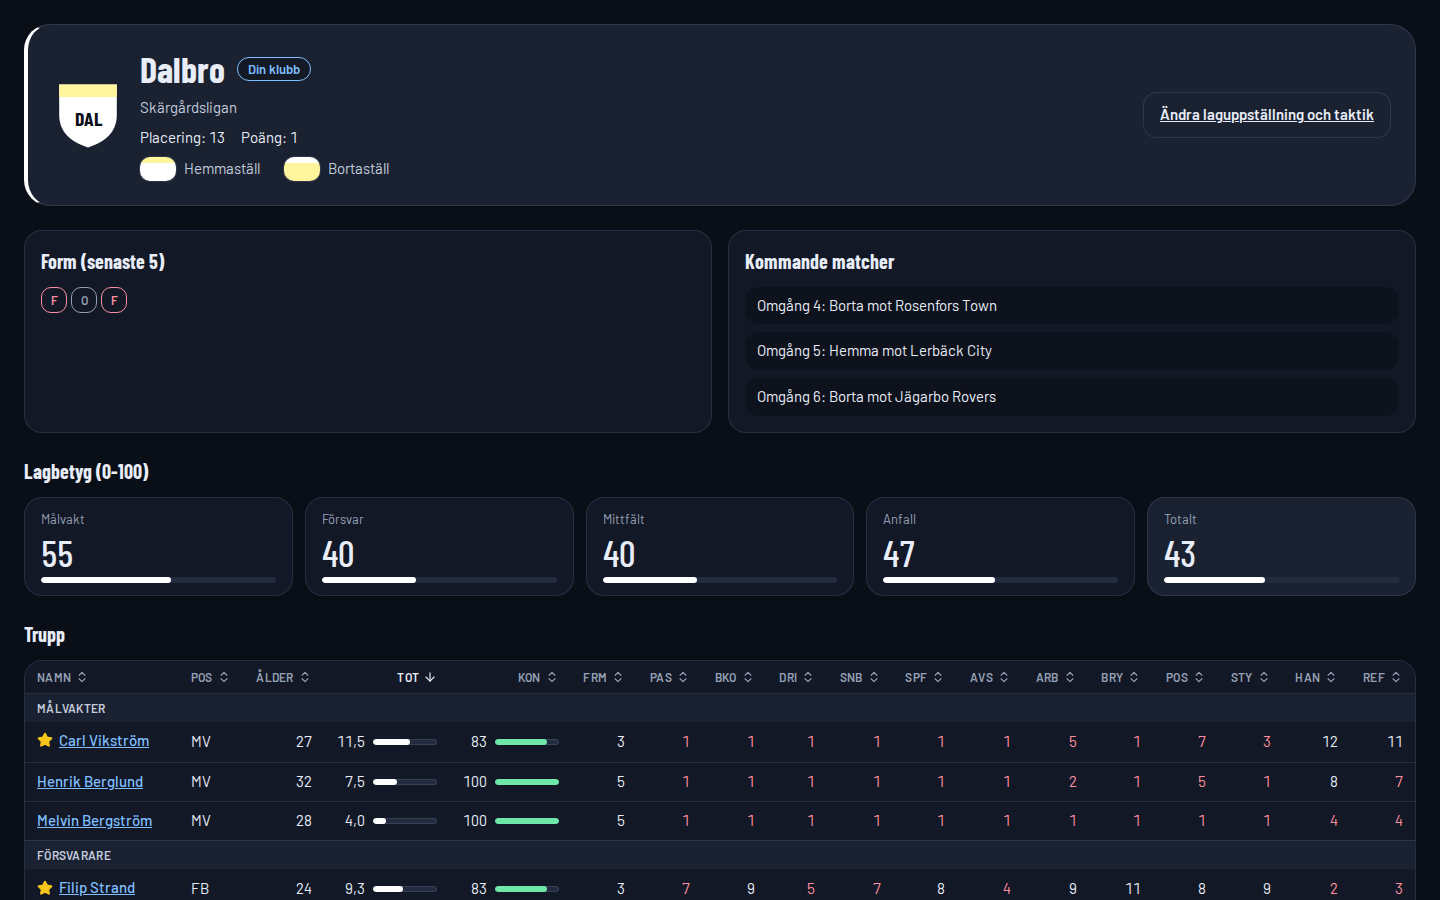 Dalbro Din klubb
DAL
Skärgårdsligan
Placering: 13 Poäng: 1
Hemmaställ Bortaställ
Ändra laguppställning och taktik
Form (senaste 5)
F O F
Kommande matcher
Omgång 4: Borta mot Rosenfors Town
Omgång 5: Hemma mot Lerbäck City
Omgång 6: Borta mot Jägarbo Rovers
Lagbetyg (0-100)
Målvakt
55
Försvar
40
Mittfält
40
Anfall
47
Totalt
43
Trupp
NAMN POS ÅLDER TOT KON FRM PAS BKO DRI SNB SPF AVS ARB BRY POS STY HAN REF
MÅLVAKTER
Carl Vikström MV 27 11,5 83 3 1 1 1 1 1 1 5 1 7 3 12 11
Henrik Berglund MV 32 7,5 100 5 1 1 1 1 1 1 2 1 5 1 8 7
Melvin Bergström MV 28 4,0 100 5 1 1 1 1 1 1 1 1 1 1 4 4
FÖRSVARARE
Filip Strand FB 24 9,3 83 3 7 9 5 7 8 4 9 11 8 9 2 3